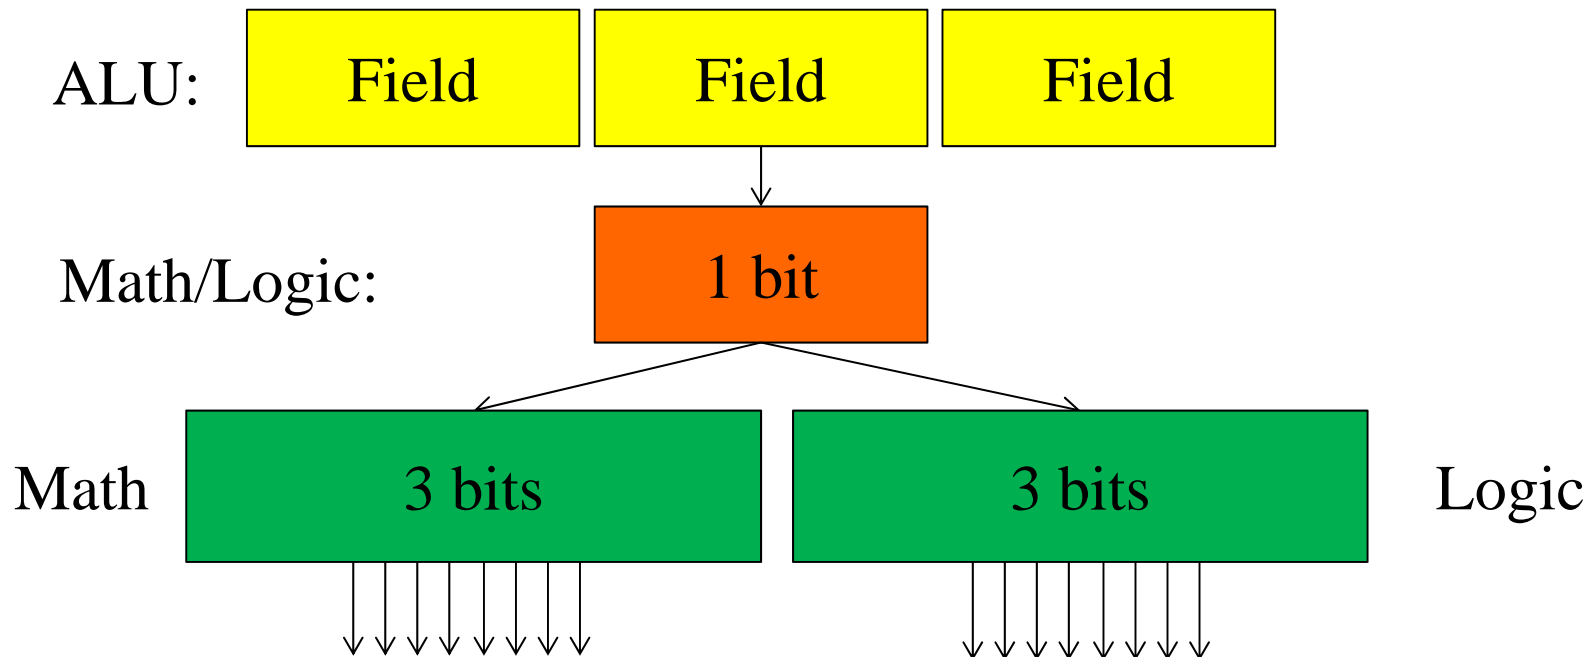 ALU: Field Field Field
Math/Logic: 1 bit
Math 3 bits 3 bits Logic